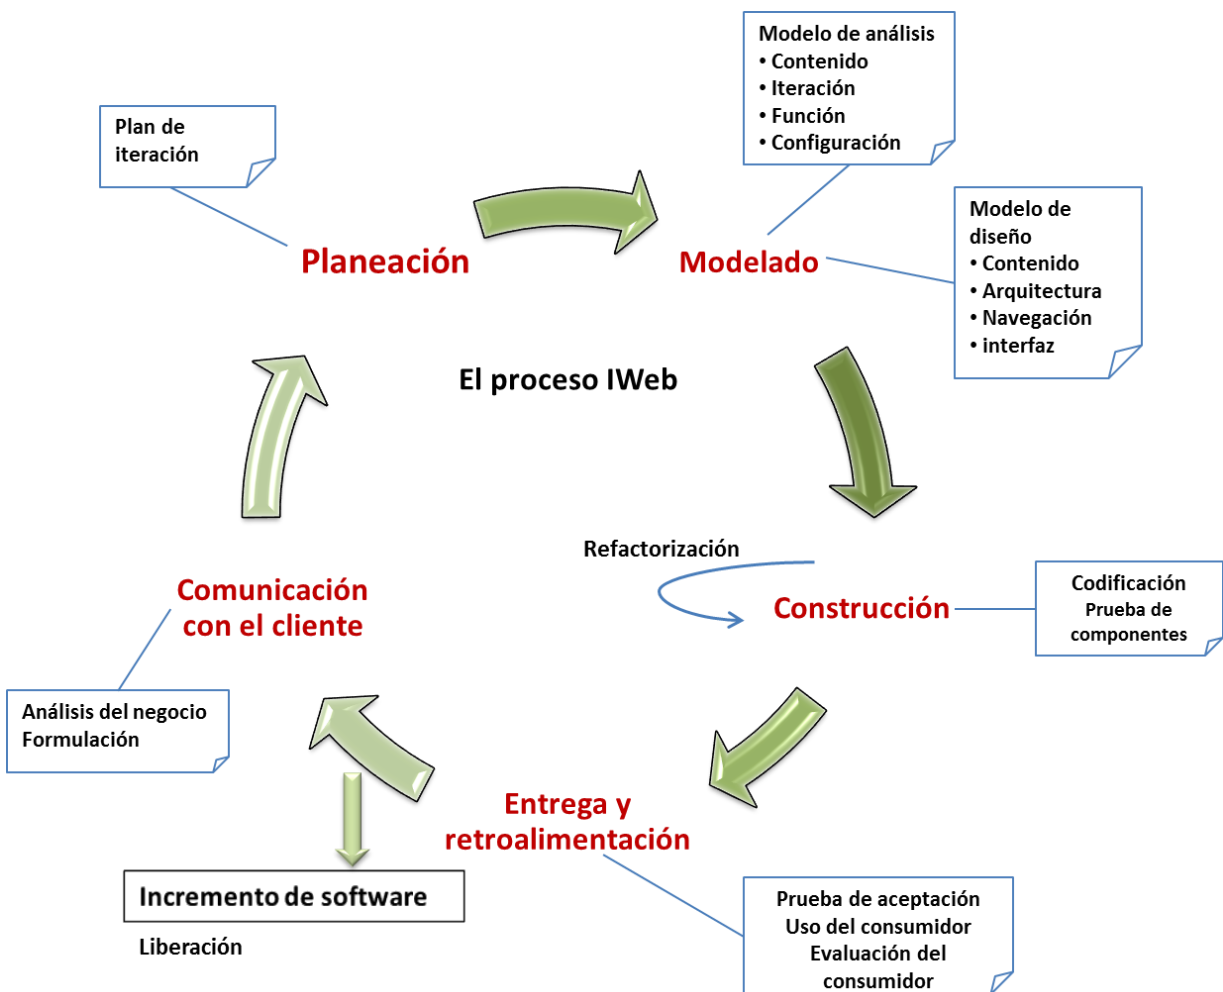 Modelo de análisis
• Contenido
• Iteración
• Función
• Configuración
Plan de
iteración
Modelo de
diseño
• Contenido
• Arquitectura
• Navegación
• interfaz
Planeación
Modelado
El proceso IWeb
Refactorización
Comunicación
con el cliente
Construcción
Codificación
Prueba de
componentes
Análisis del negocio
Formulación
Entrega y
retroalimentación
Incremento de software
Liberación
Prueba de aceptación
Uso del consumidor
Evaluación del
consumidor